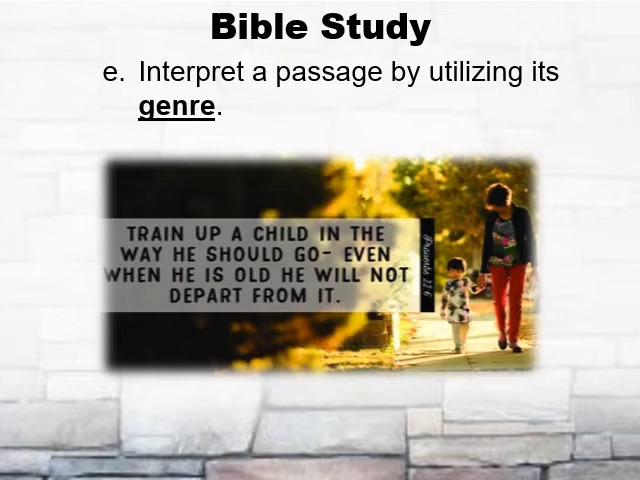 Bible Study
e. Interpret a passage by utilizing its
genre.
TRAIN UP A CHILD IN THE
WAY HE SHOULD GO- EVEN
WHEN HE IS OLD HE WILL NOT
DEPART FROM IT.
Proverbs 22:6